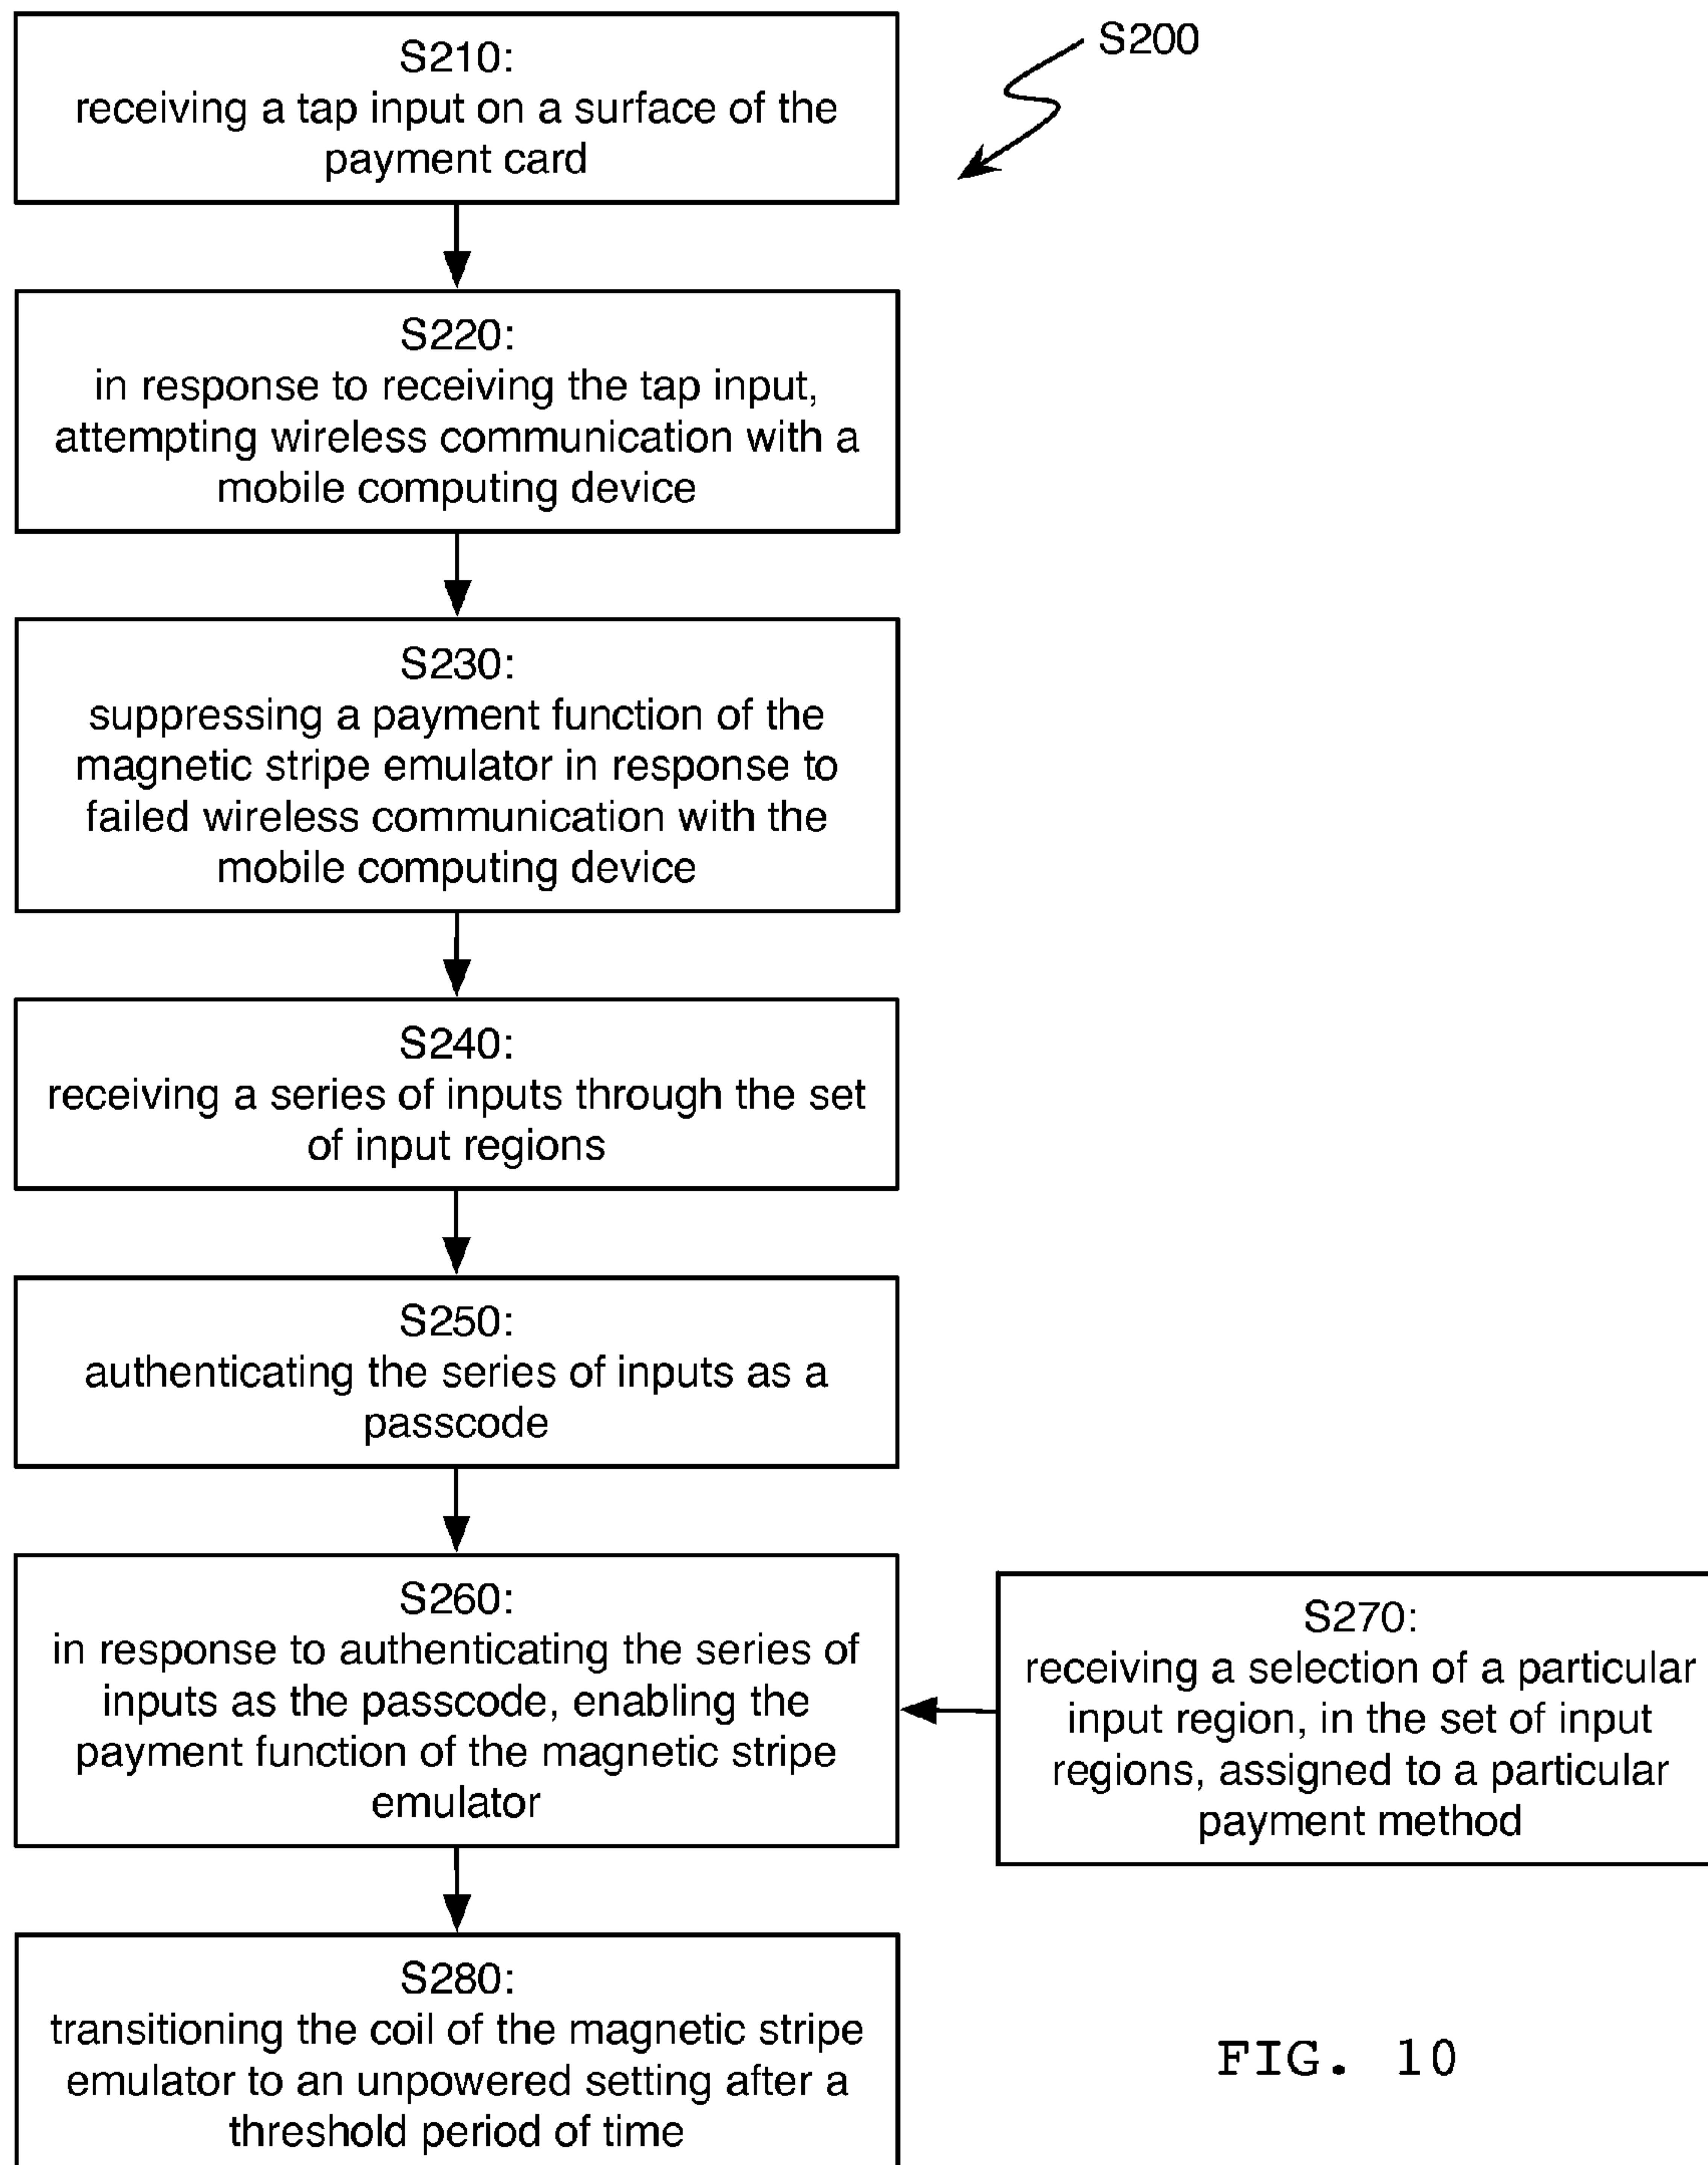 S210:
receiving a tap input on a surface of the
payment card
S200
S220:
in response to receiving the tap input,
attempting wireless communication with a
mobile computing device
S230:
suppressing a payment function of the
magnetic stripe emulator in response to
failed wireless communication with the
mobile computing device
S240:
receiving a series of inputs through the set
of input regions
S250:
authenticating the series of inputs as a
passcode
S260:
in response to authenticating the series of
inputs as the passcode, enabling the
payment function of the magnetic stripe
emulator
S270:
receiving a selection of a particular
input region, in the set of input
regions, assigned to a particular
payment method
S280:
transitioning the coil of the magnetic stripe
emulator to an unpowered setting after a
threshold period of time
FIG. 10